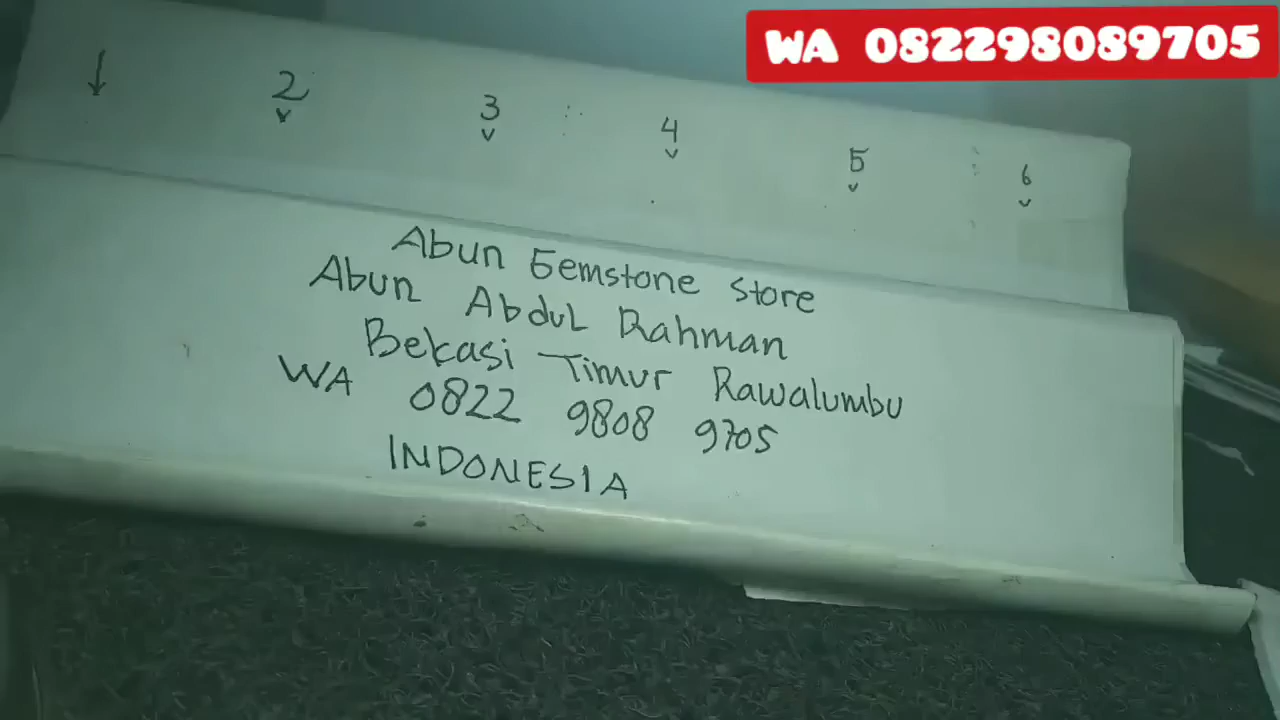 WA 082298089705
1 2 3 4 5 6
Abun Gemstone Store
Abun Abdul Rahman
Bekasi Timur Rawalumbu
WA 0822 9808 9705
INDONESIA